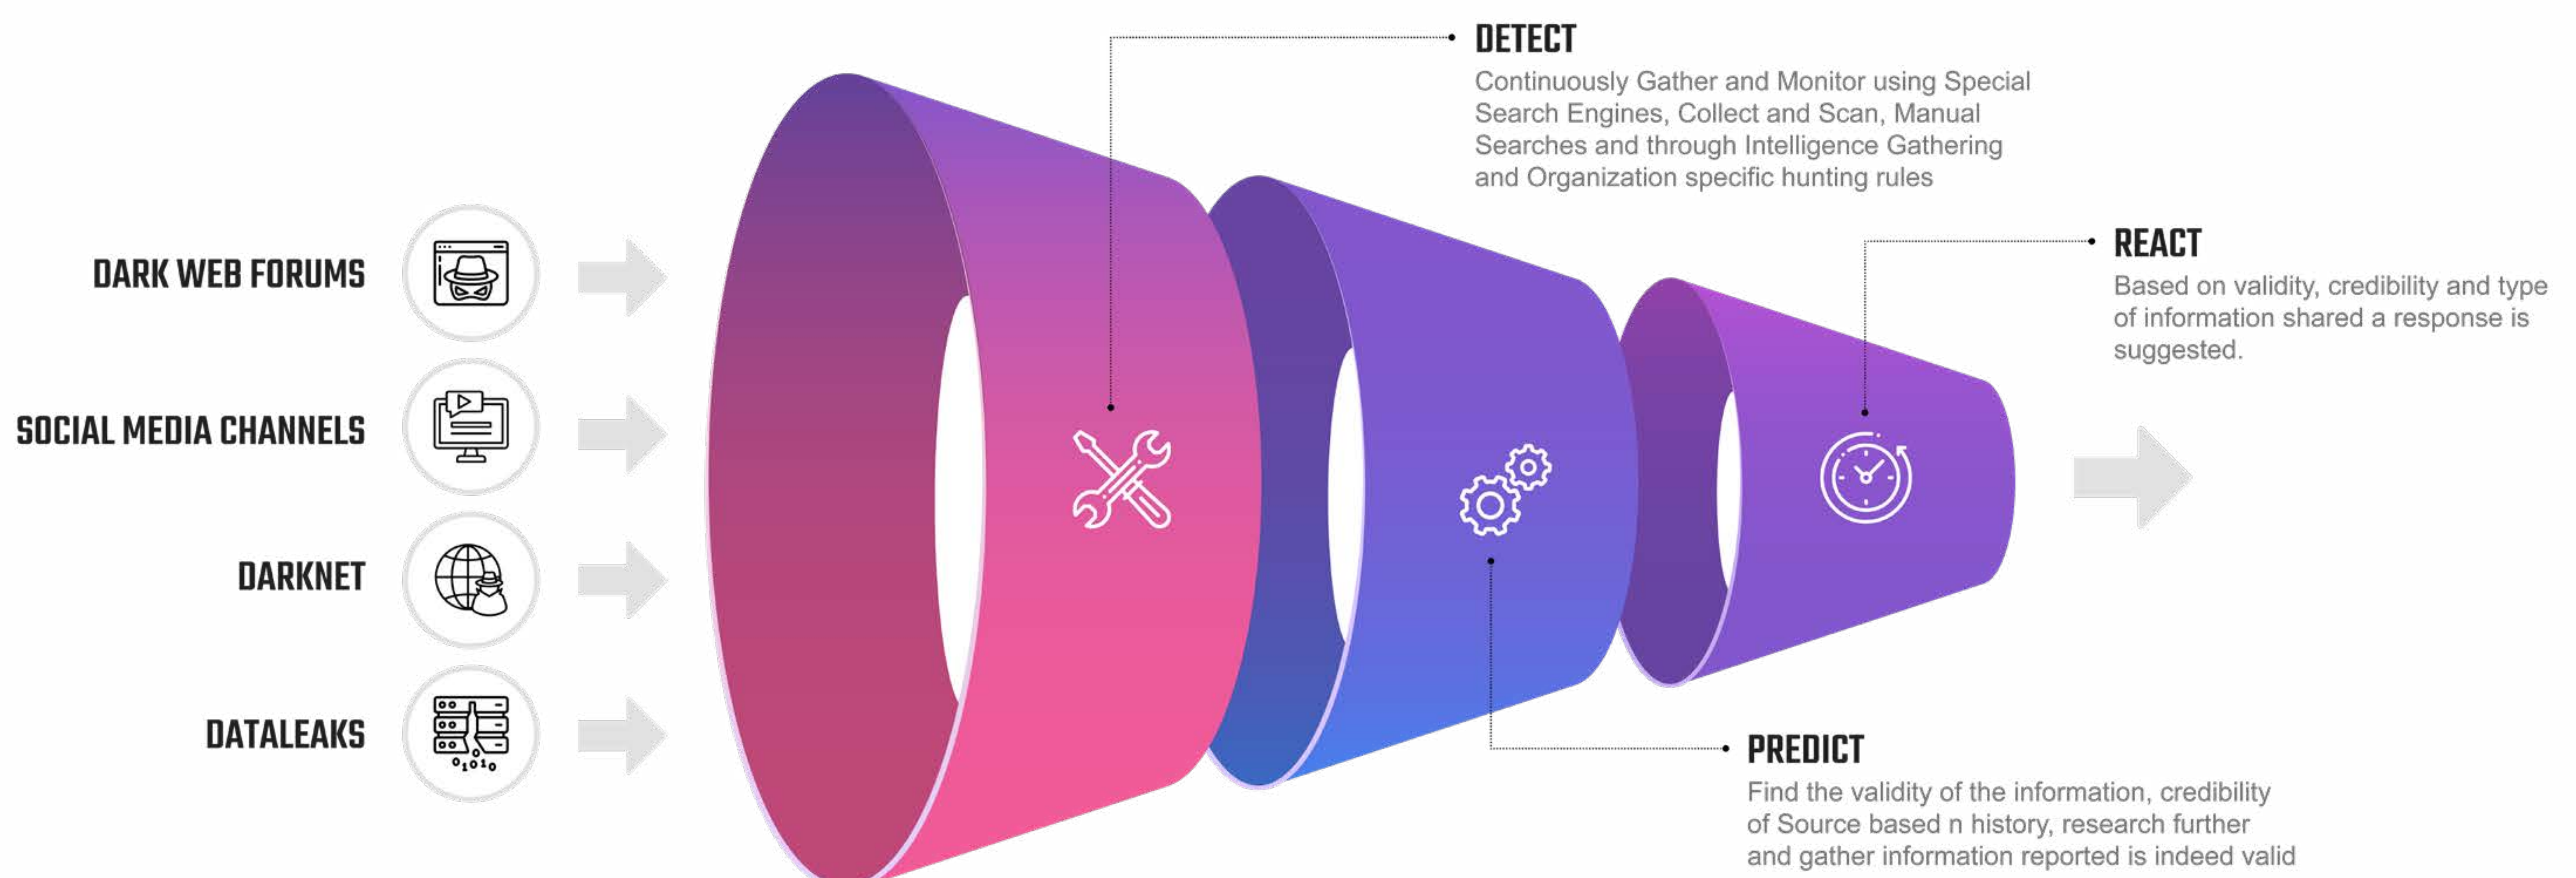 DARK WEB FORUMS
SOCIAL MEDIA CHANNELS
DARKNET
DATALEAKS
01010
DETECT
Continuously Gather and Monitor using Special
Search Engines, Collect and Scan, Manual
Searches and through Intelligence Gathering
and Organization specific hunting rules
REACT
Based on validity, credibility and type
of information shared a response is
suggested.
PREDICT
Find the validity of the information, credibility
of Source based n history, research further
and gather information reported is indeed valid